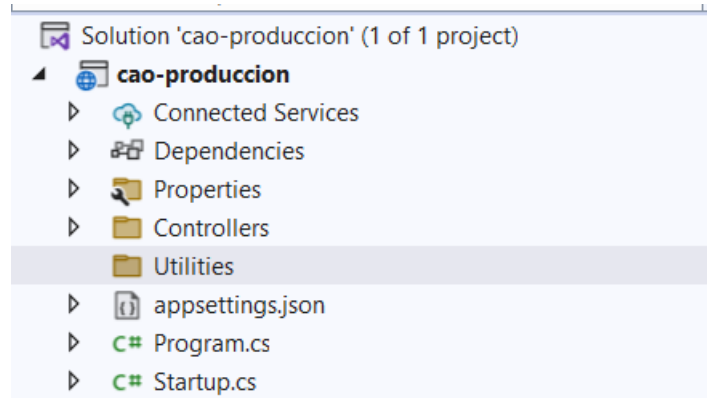 Solution 'cao-produccion' (1 of 1 project)
cao-produccion
Connected Services
Dependencies
Properties
Controllers
Utilities
appsettings.json
C# Program.cs
C# Startup.cs